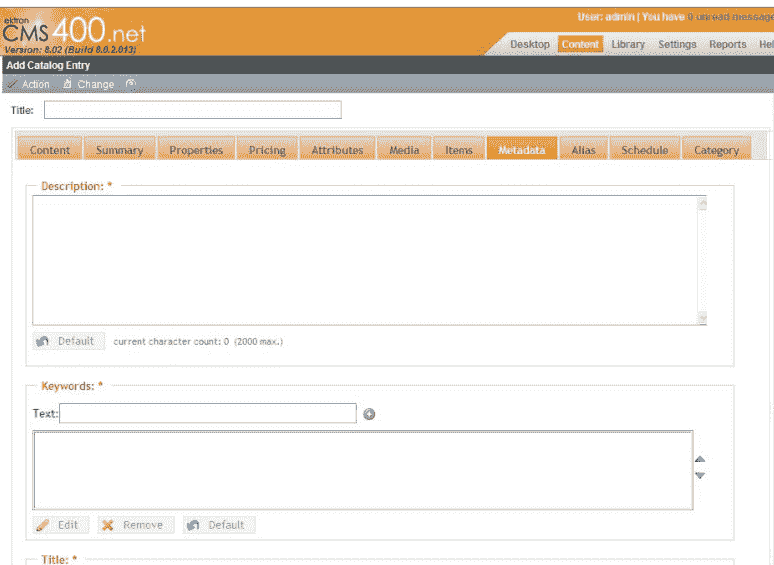 ektron
User: admin | You have 0 unread message
CMS400.net
Version: 8.02 (Build 8.0.2.013)
Desktop Content Library Settings Reports Hel
Add Catalog Entry
Action Change
Title:
Content Summary Properties Pricing Attributes Media Items Metadata Alias Schedule Category
Description: *
Default current character count: 0 (2000 max.)
Keywords: *
Text:
Edit Remove Default
Title: *